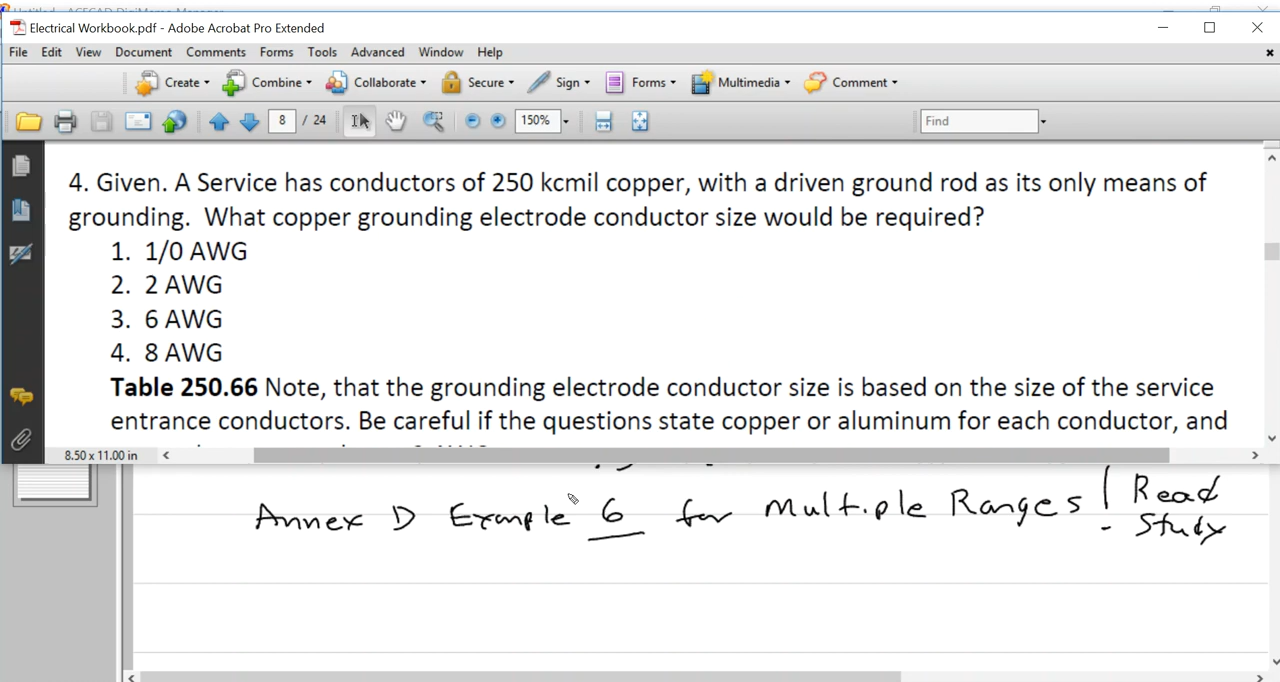 Electrical Workbook.pdf - Adobe Acrobat Pro Extended
File Edit View Document Comments Forms Tools Advanced Window Help
Create Combine Collaborate Secure Sign Forms Multimedia Comment
8 / 24 150% Find
4. Given. A Service has conductors of 250 kcmil copper, with a driven ground rod as its only means of
grounding. What copper grounding electrode conductor size would be required?
1. 1/0 AWG
2. 2 AWG
3. 6 AWG
4. 8 AWG
Table 250.66 Note, that the grounding electrode conductor size is based on the size of the service
entrance conductors. Be careful if the questions state copper or aluminum for each conductor, and
8.50 x 11.00 in
Annex D Example 6 for Multiple Ranges ! Read
Study